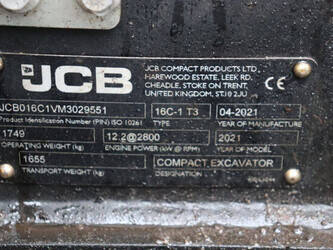 JCB
JCB COMPACT PRODUCTS LTD
HAREWOOD ESTATE, LEEK RD.
CHEADLE, STOKE ON TRENT,
UNITED KINGDOM, ST10 2JU
CE
JCB016C1VM3029551
16C-1 T3
04-2021
Product Identification Number (PIN) ISO 10261
TYPE
YEAR OF MANUFACTURE
1749
12.2@2800
2021
OPERATING WEIGHT (kg)
ENGINE POWER (kW @ RPM)
YEAR OF MODEL
1655
COMPACT EXCAVATOR
TRANSPORT WEIGHT (kg)
DESIGNATION